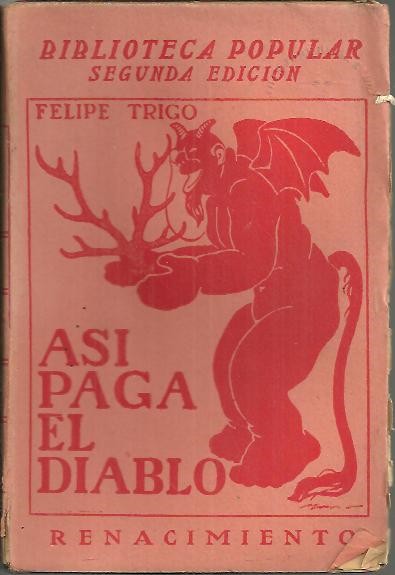 BIBLIOTECA POPULAR
SEGUNDA EDICION
FELIPE TRIGO
ASI
PAGA
EL
DIABLO
RENACIMIENTO